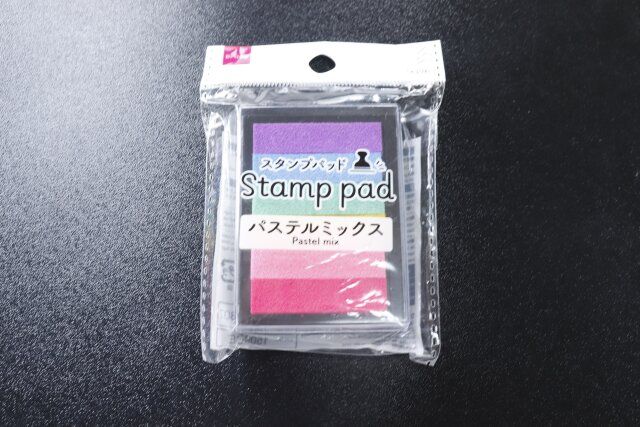 スタンプパッド
Stamp pad
パステルミックス
Pastel mix